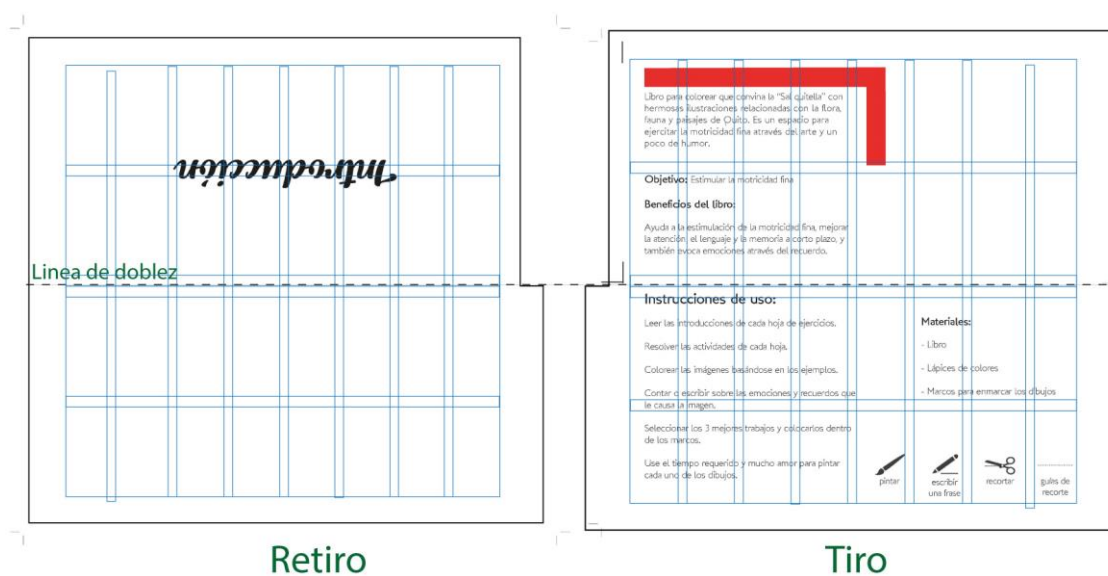 Introducción
Linea de doblez
Retiro
Libro para colorear que convina la "Sal quiteña" con
hermosas ilustraciones relacionadas con la flora,
fauna y paisajes de Quito. Es un espacio para
ejercitar la motricidad fina através del arte y un
poco de humor.
Objetivo: Estimular la motricidad fina
Beneficios del libro:
Ayuda a la estimulación de la motricidad fina, mejorar
la atención, el lenguaje y la memoria a corto plazo, y
también evoca emociones através del recuerdo.
Instrucciones de uso:
Leer las introducciones de cada hoja de ejercicios.
Resolver las actividades de cada hoja.
Colorear las imágenes basándose en los ejemplos.
Contar o escribir sobre las emociones y recuerdos que
le causa la imagen.
Seleccionar los 3 mejores trabajos y colocarlos dentro
de los marcos.
Use el tiempo requerido y mucho amor para pintar
cada uno de los dibujos.
Materiales:
- Libro
- Lápices de colores
- Marcos para enmarcar los dibujos
pintar
escribir
una frase
recortar
guías de
recorte
Tiro